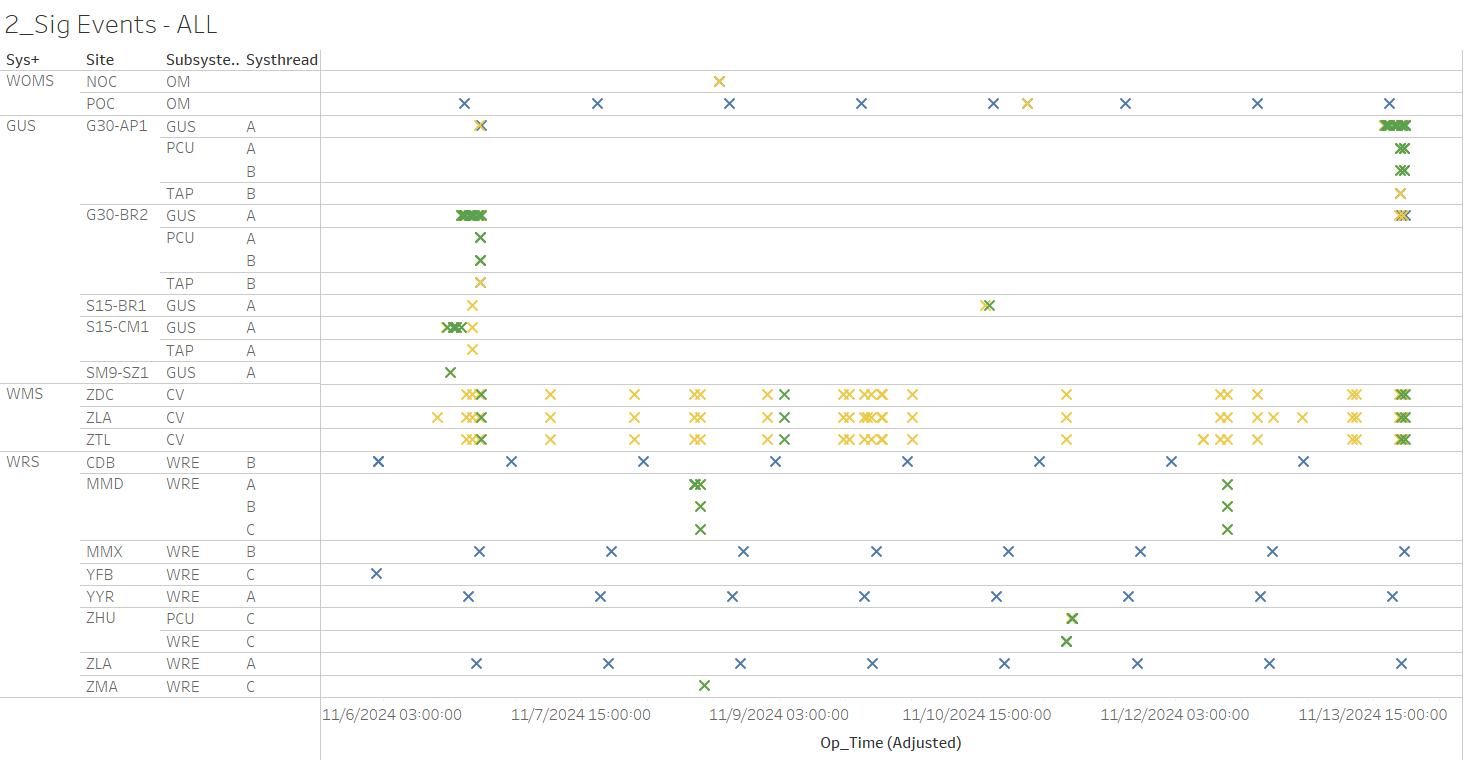 2_Sig Events - ALL
Sys+ Site Subsyste.. Systhread
WOMS NOC OM
POC OM
GUS G30-AP1 GUS A
PCU A
B
TAP B
G30-BR2 GUS A
PCU A
B
TAP B
S15-BR1 GUS A
S15-CM1 GUS A
TAP A
SM9-SZ1 GUS A
WMS ZDC CV
ZLA CV
ZTL CV
WRS CDB WRE B
MMD WRE A
B
C
MMX WRE B
YFB WRE C
YYR WRE A
ZHU PCU C
WRE C
ZLA WRE A
ZMA WRE C
11/6/2024 03:00:00 11/7/2024 15:00:00 11/9/2024 03:00:00 11/10/2024 15:00:00 11/12/2024 03:00:00 11/13/2024 15:00:00
Op_Time (Adjusted)